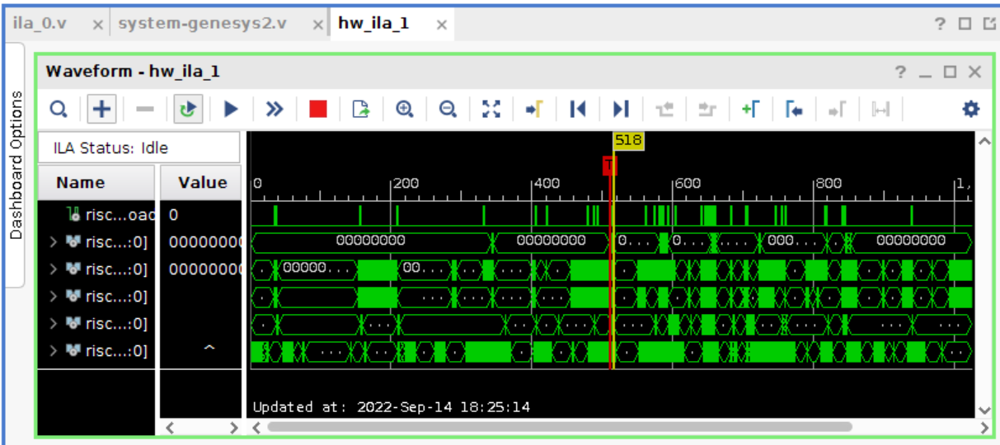 ila_0.v × system-genesys2.v × hw_ila_1 × ?
Dashboard Options
Waveform - hw_ila_1 ?
ILA Status: Idle
518
T
Name Value
0 200 400 600 800 1,
risc...oad 0
> risc...:0] 00000000 00000000 00000000 0... 0... ... 000... . 00000000
> risc...:0] 00000000 . 00000... 00... ... ... . .
> risc...:0]
> risc...:0]
> risc...:0] ^
Updated at: 2022-Sep-14 18:25:14